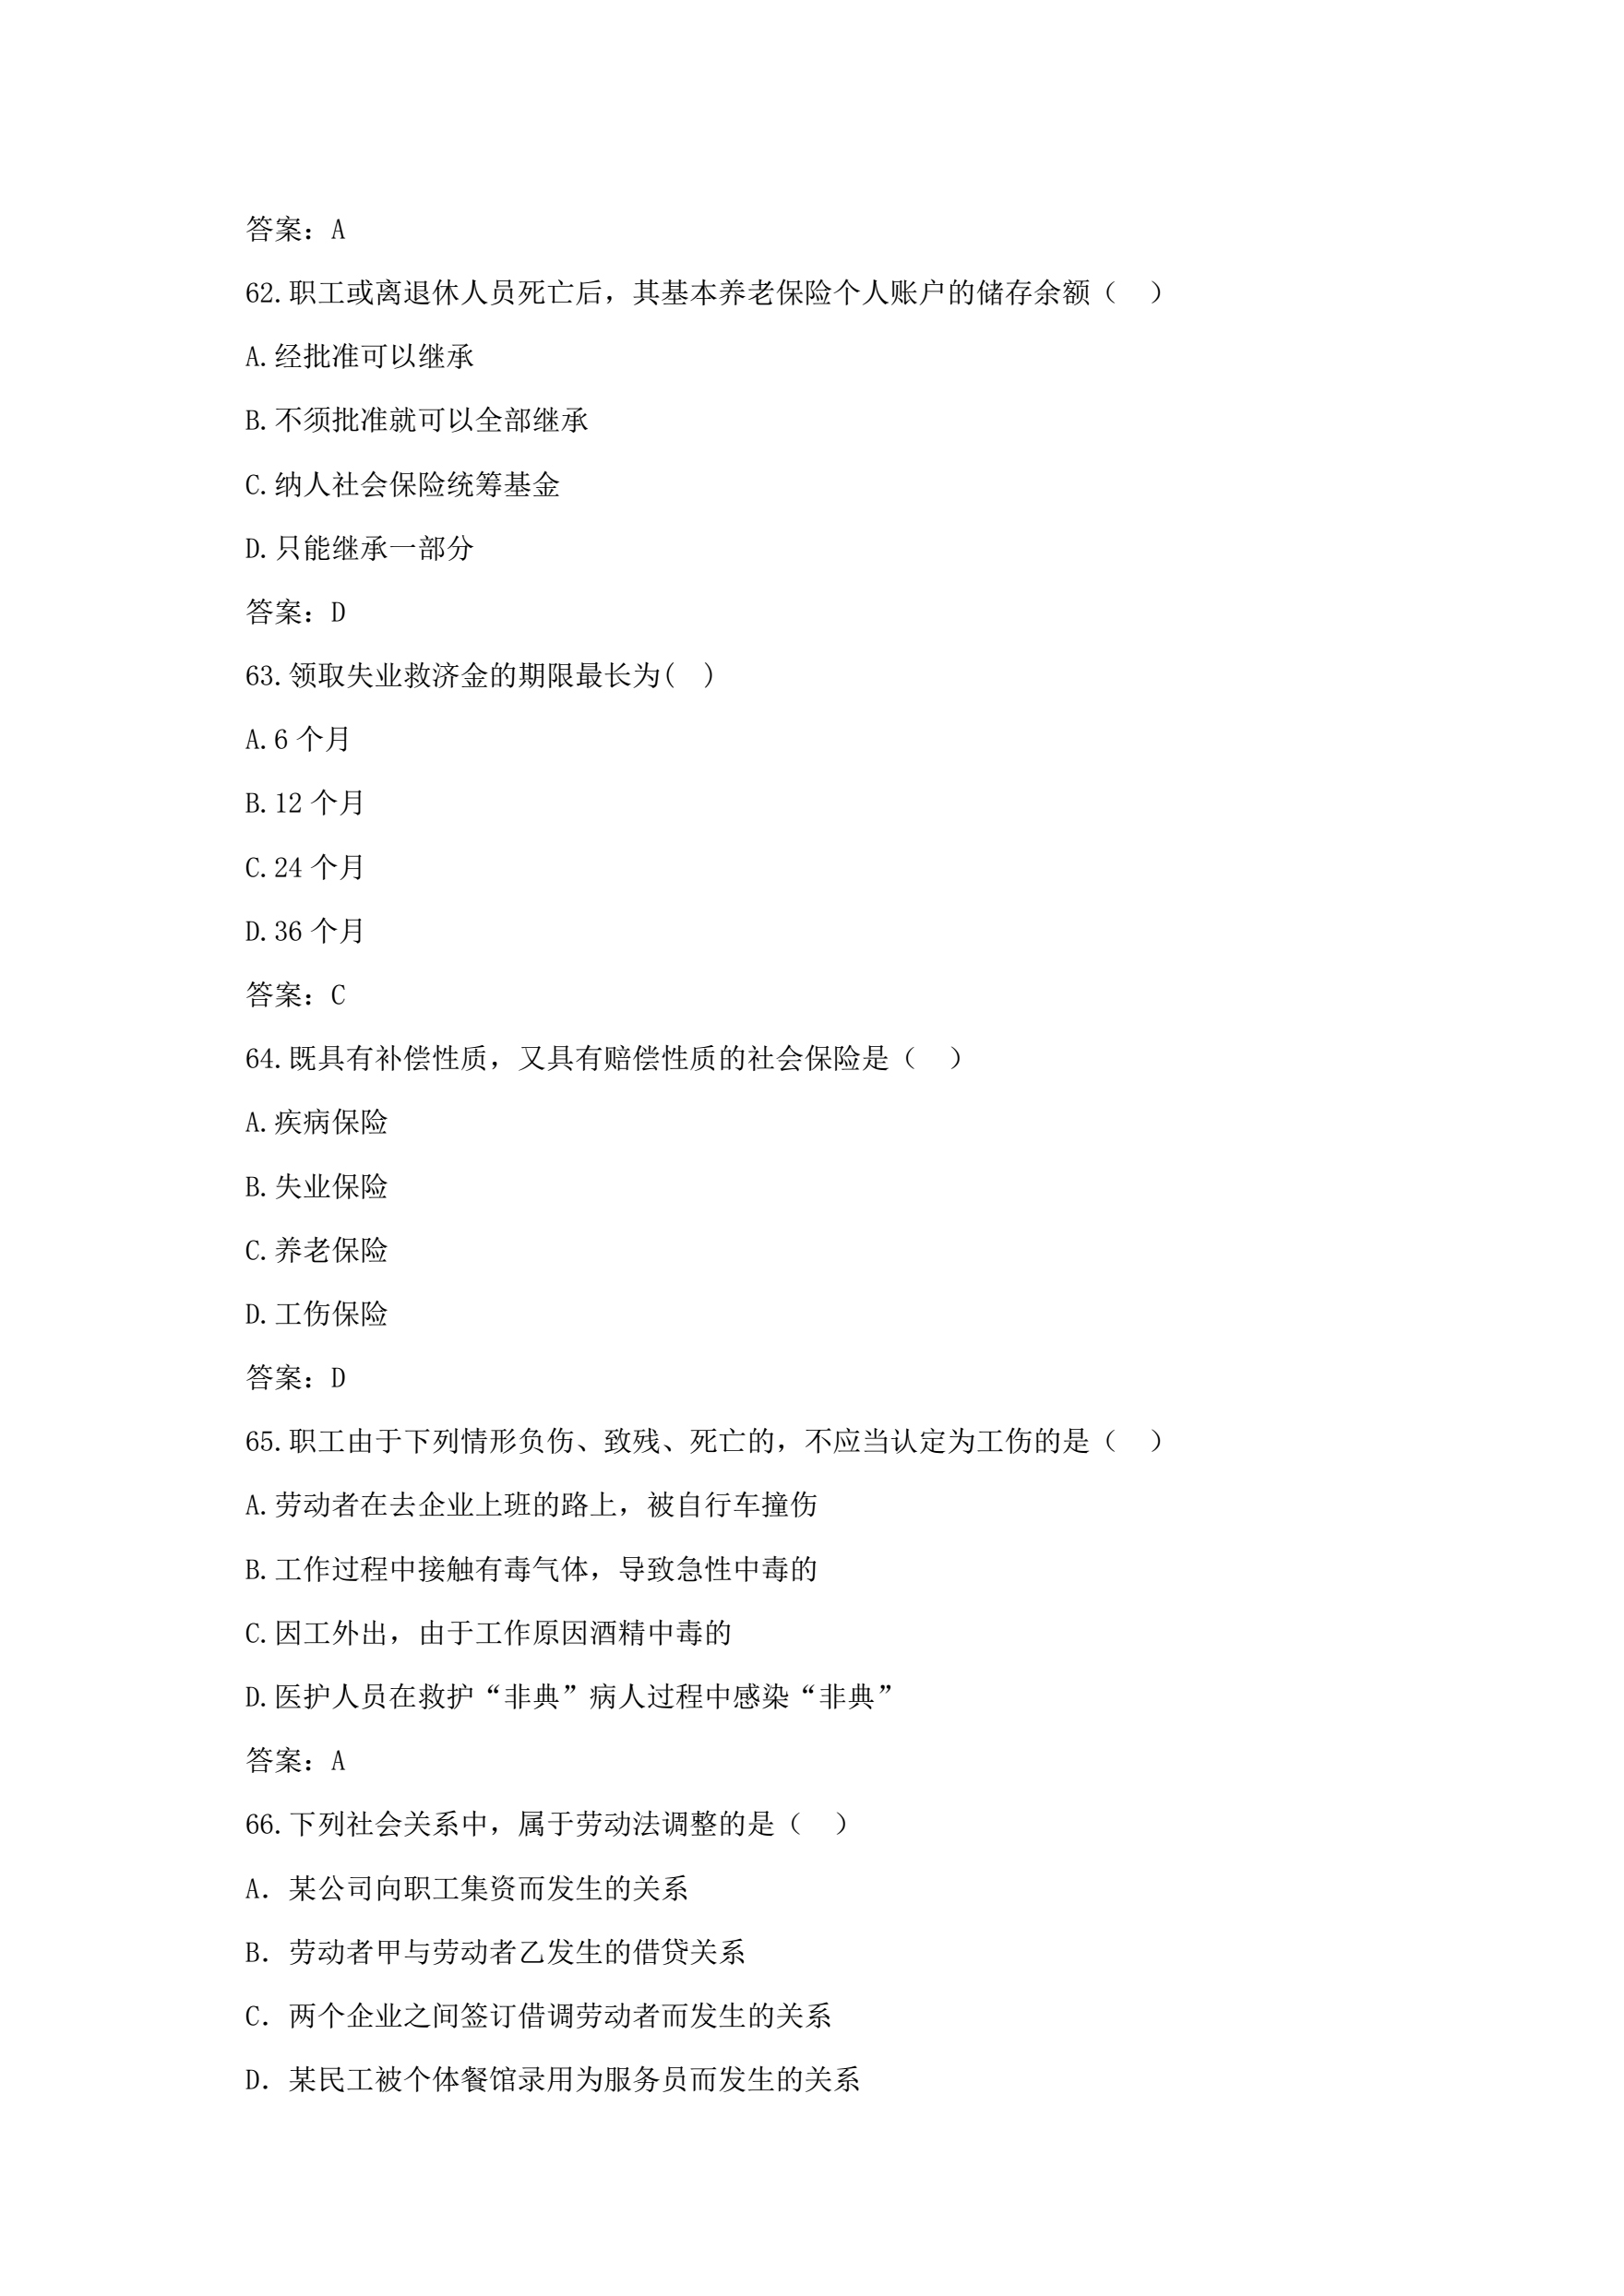 答案：A
62.职工或离退休人员死亡后，其基本养老保险个人账户的储存余额（ ）
A.经批准可以继承
B.不须批准就可以全部继承
C.纳人社会保险统筹基金
D.只能继承一部分
答案：D
63.领取失业救济金的期限最长为( )
A.6 个月
B.12 个月
C.24 个月
D.36 个月
答案：C
64.既具有补偿性质，又具有赔偿性质的社会保险是（ ）
A.疾病保险
B.失业保险
C.养老保险
D.工伤保险
答案：D
65.职工由于下列情形负伤、致残、死亡的，不应当认定为工伤的是（ ）
A.劳动者在去企业上班的路上，被自行车撞伤
B.工作过程中接触有毒气体，导致急性中毒的
C.因工外出，由于工作原因酒精中毒的
D.医护人员在救护“非典”病人过程中感染“非典”
答案：A
66.下列社会关系中，属于劳动法调整的是（ ）
A．某公司向职工集资而发生的关系
B．劳动者甲与劳动者乙发生的借贷关系
C．两个企业之间签订借调劳动者而发生的关系
D．某民工被个体餐馆录用为服务员而发生的关系